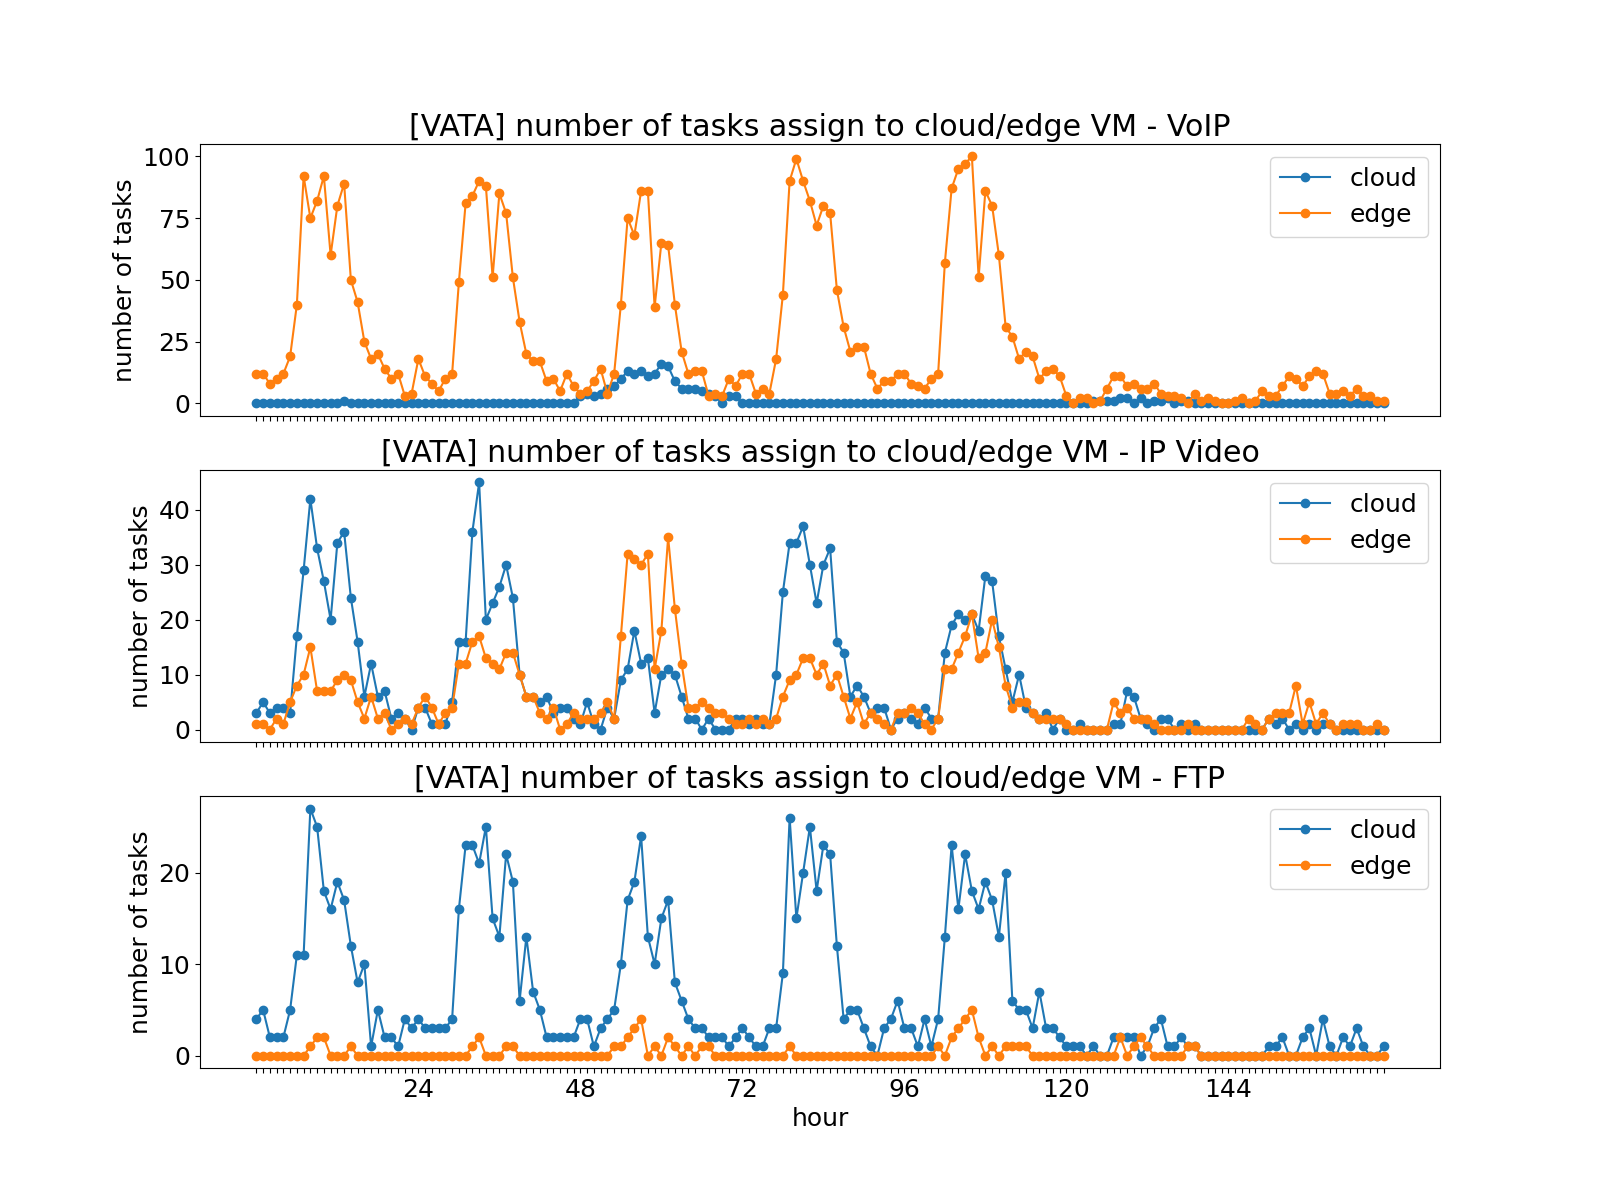 [VATA] number of tasks assign to cloud/edge VM - VoIP
number of tasks
100
75
50
25
0
cloud
edge
[VATA] number of tasks assign to cloud/edge VM - IP Video
number of tasks
40
30
20
10
0
cloud
edge
[VATA] number of tasks assign to cloud/edge VM - FTP
number of tasks
20
10
0
cloud
edge
24 48 72 96 120 144
hour